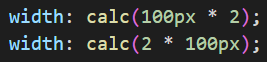 width: calc(100px * 2);
width: calc(2 * 100px);